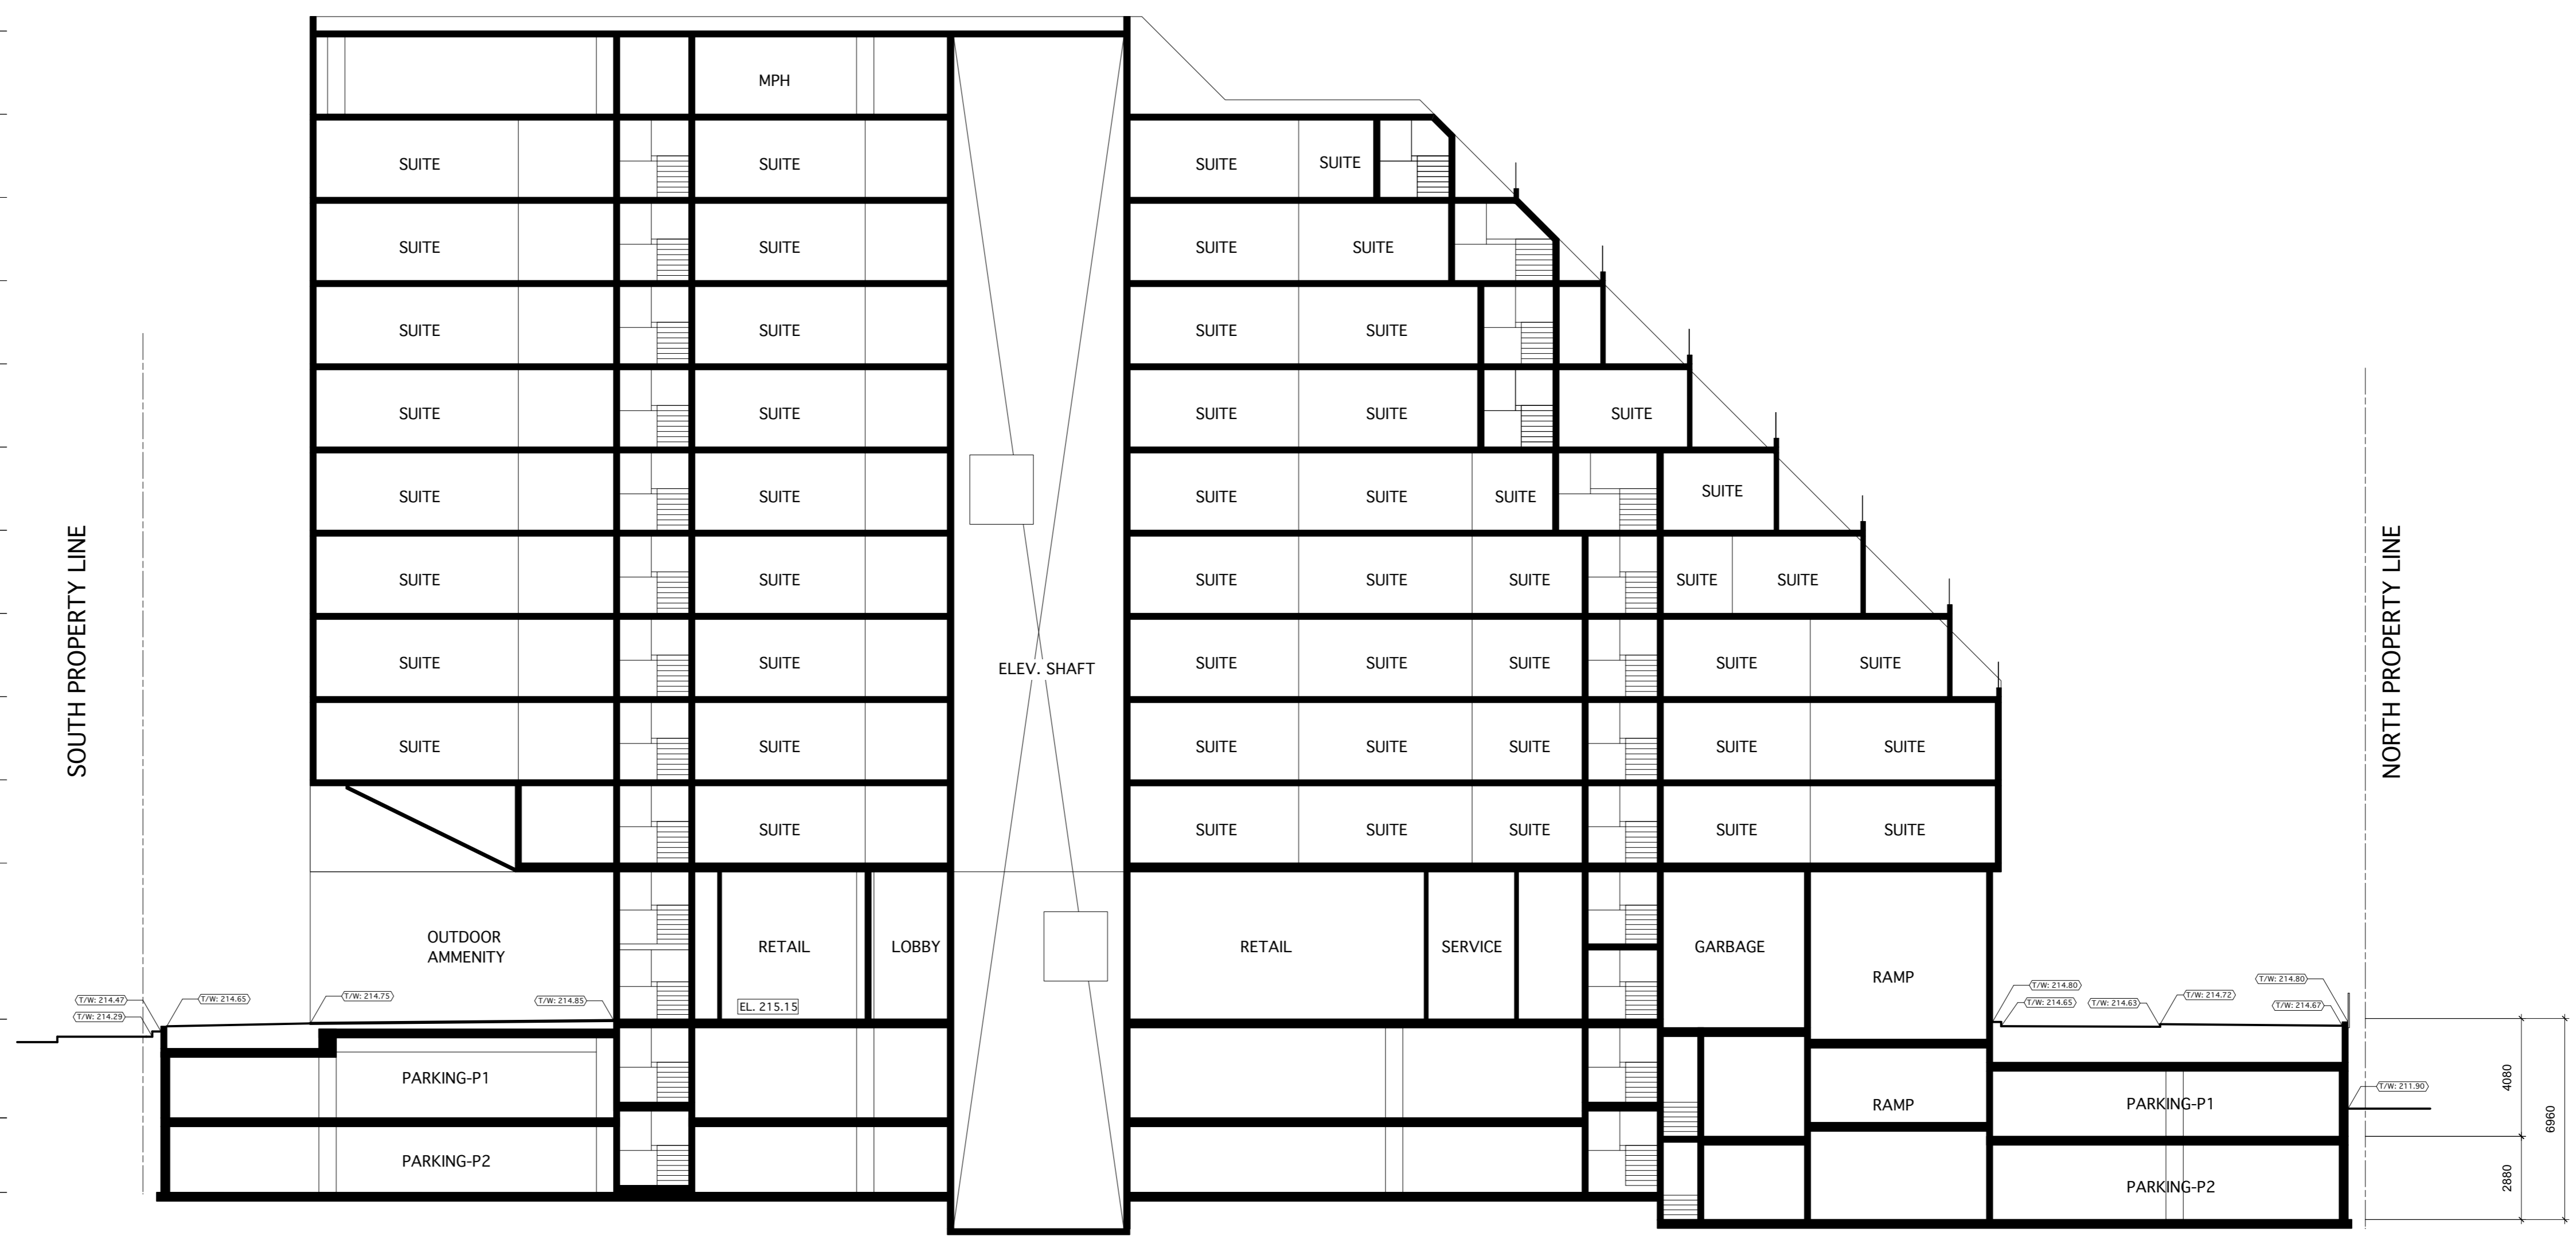 MPH
SUITE SUITE SUITE SUITE
SUITE SUITE SUITE SUITE
SUITE SUITE SUITE SUITE
SUITE SUITE SUITE SUITE SUITE
SUITE SUITE SUITE SUITE SUITE SUITE
SOUTH PROPERTY LINE
NORTH PROPERTY LINE
SUITE SUITE SUITE SUITE SUITE SUITE SUITE
SUITE SUITE ELEV. SHAFT SUITE SUITE SUITE SUITE SUITE
SUITE SUITE SUITE SUITE SUITE SUITE SUITE
SUITE SUITE SUITE SUITE SUITE SUITE
OUTDOOR
AMMENITY
RETAIL LOBBY RETAIL SERVICE GARBAGE
RAMP
T/W: 214.47 T/W: 214.65 T/W: 214.75 T/W: 214.85
T/W: 214.29
EL. 215.15
T/W: 214.80 T/W: 214.80
T/W: 214.65 T/W: 214.63 T/W: 214.72 T/W: 214.67
PARKING-P1 RAMP PARKING-P1
T/W: 211.90
4080
6960
PARKING-P2 PARKING-P2
2880